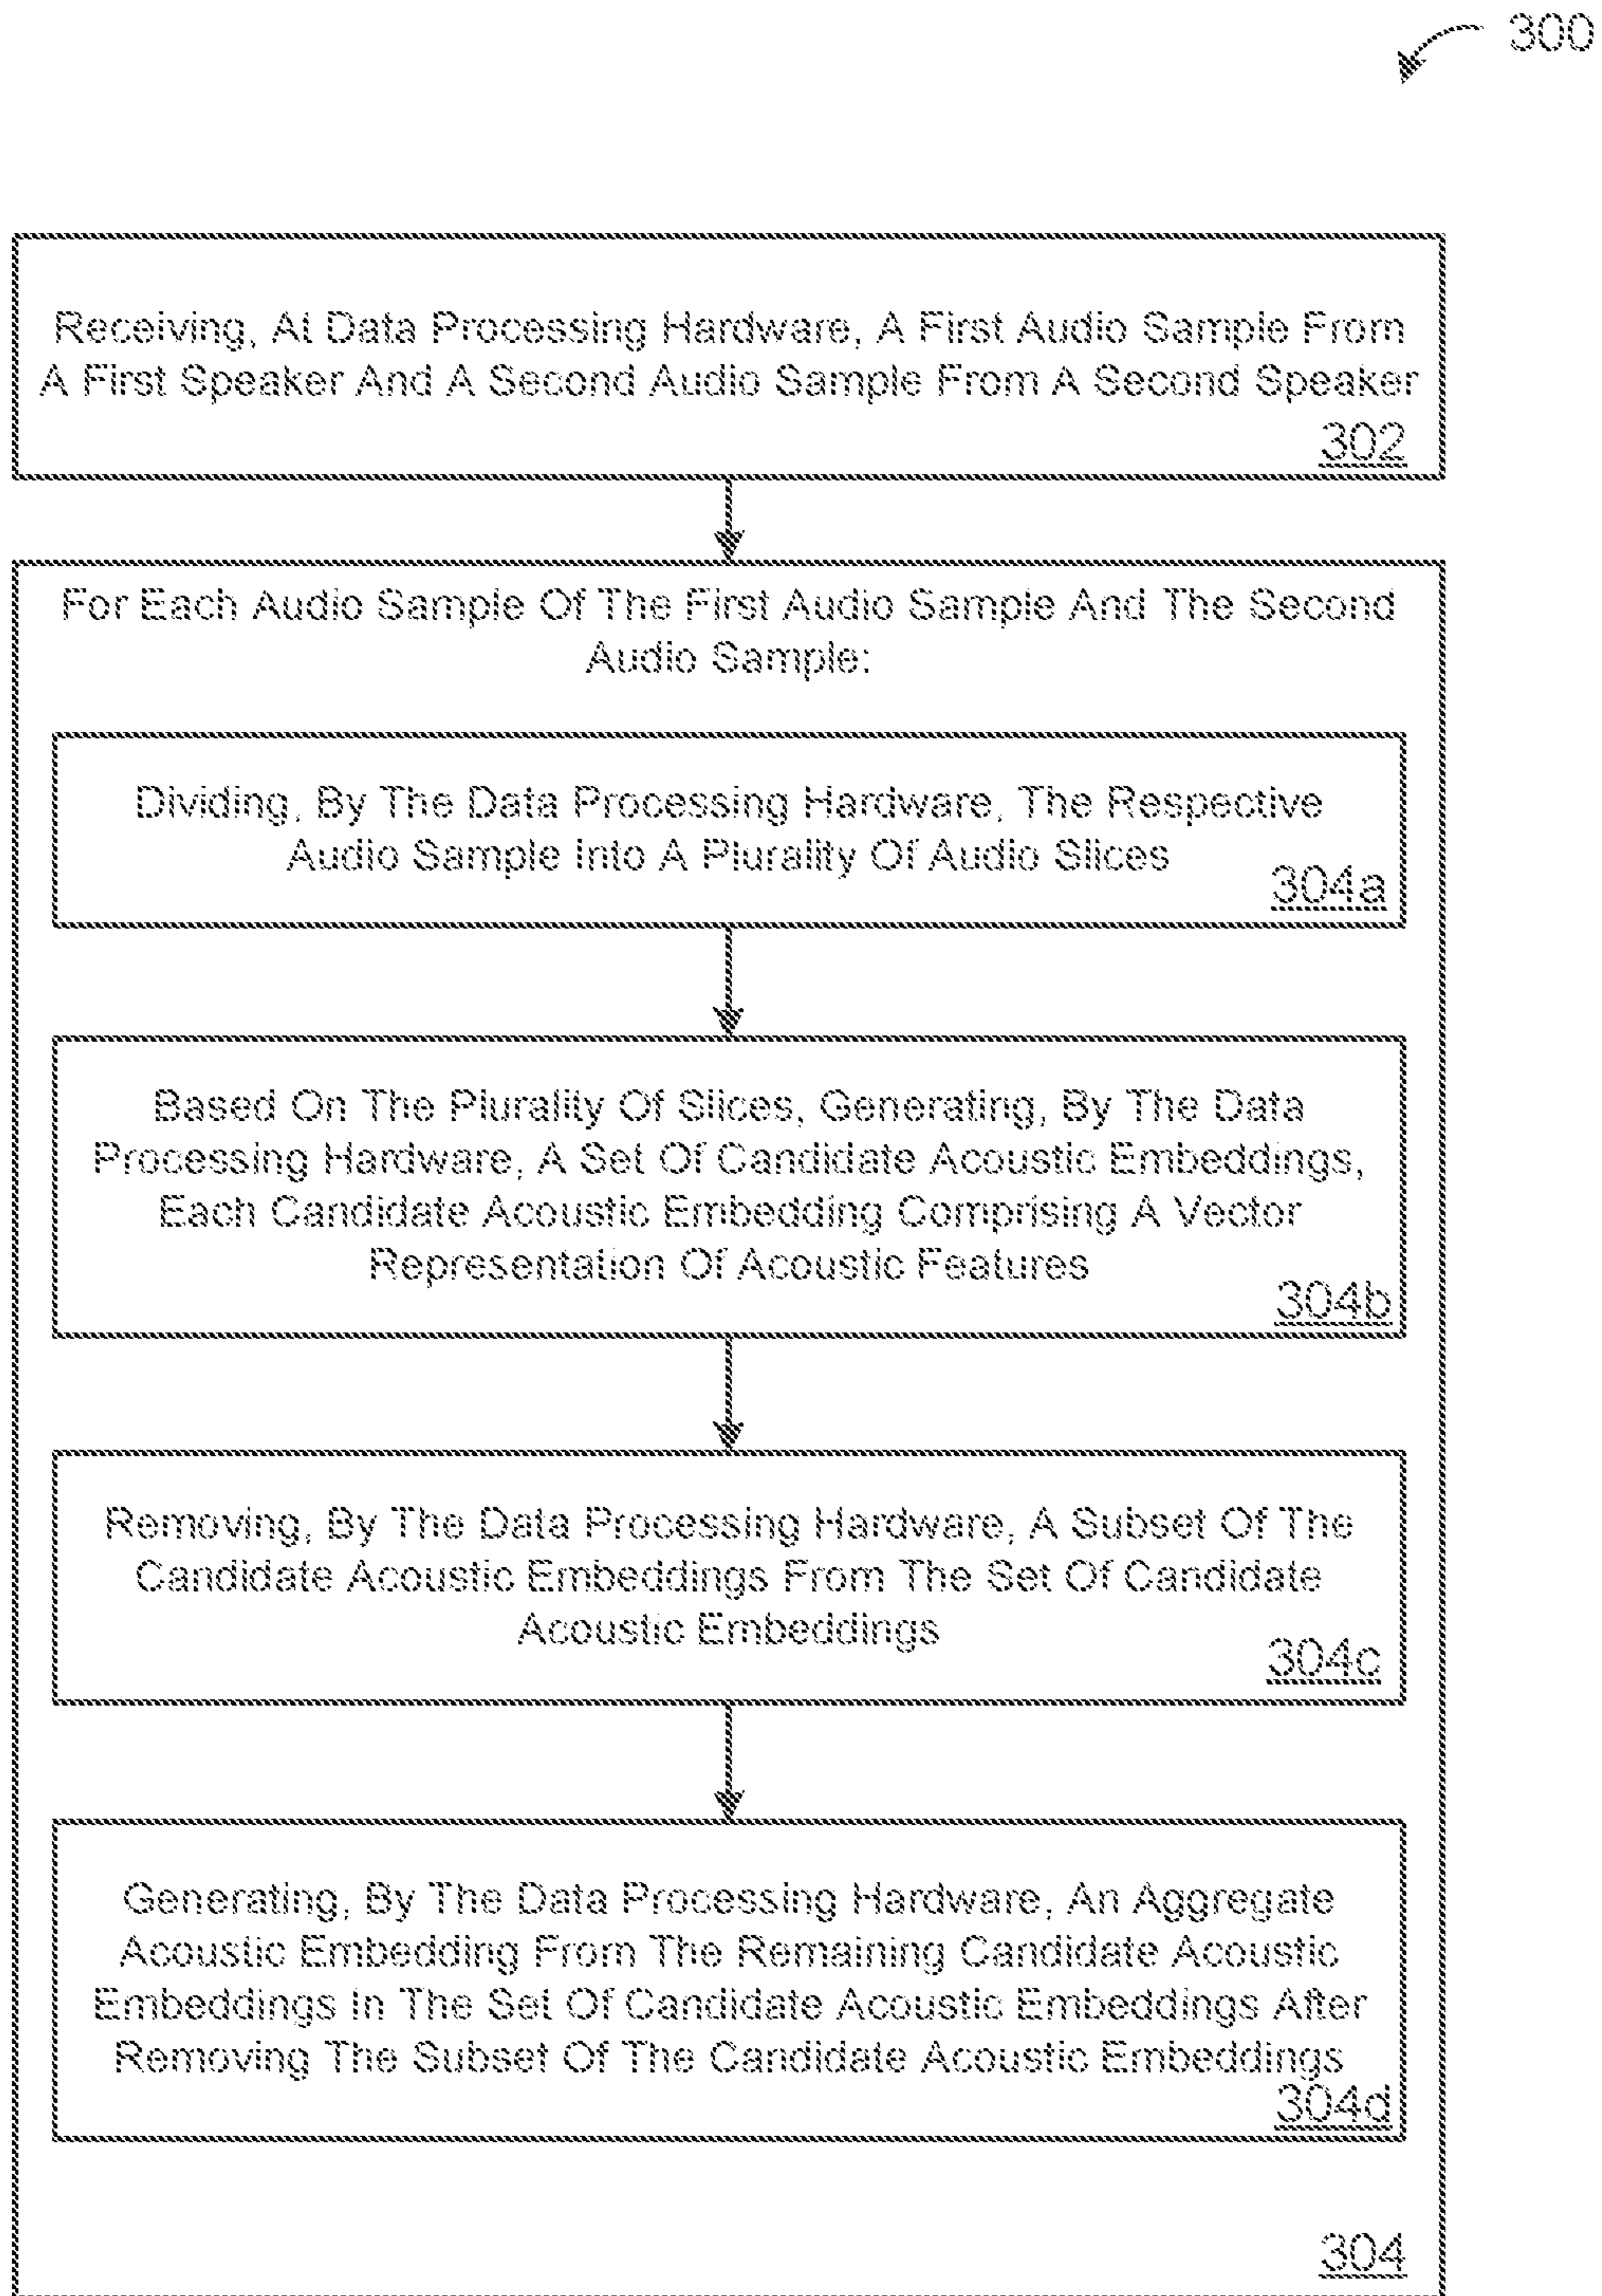 300
Receiving, At Data Processing Hardware, A First Audio Sample From
A First Speaker And A Second Audio Sample From A Second Speaker
302
For Each Audio Sample Of The First Audio Sample And The Second
Audio Sample:
Dividing, By The Data Processing Hardware, The Respective
Audio Sample Into A Plurality Of Audio Slices
304a
Based On The Plurality Of Slices, Generating, By The Data
Processing Hardware, A Set Of Candidate Acoustic Embeddings,
Each Candidate Acoustic Embedding Comprising A Vector
Representation Of Acoustic Features
304b
Removing, By The Data Processing Hardware, A Subset Of The
Candidate Acoustic Embeddings From The Set Of Candidate
Acoustic Embeddings
304c
Generating, By The Data Processing Hardware, An Aggregate
Acoustic Embedding From The Remaining Candidate Acoustic
Embeddings In The Set Of Candidate Acoustic Embeddings After
Removing The Subset Of The Candidate Acoustic Embeddings
304d
304